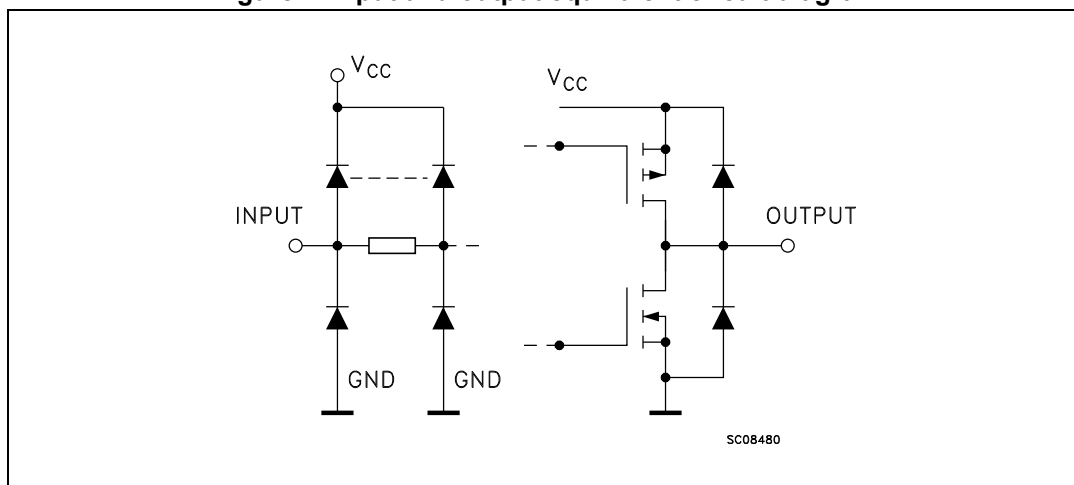 VCC
VCC
INPUT
OUTPUT
GND
GND
SC08480